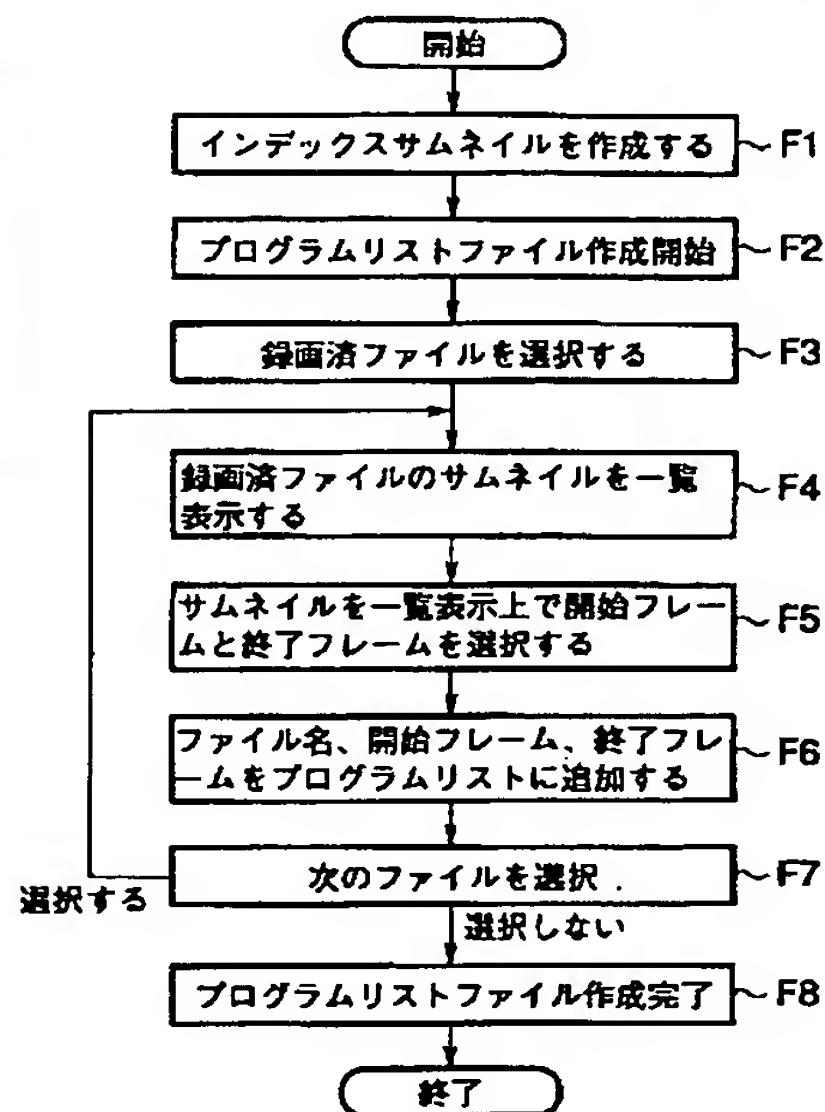 開始
インデックスサムネイルを作成する
F1
プログラムリストファイル作成開始
F2
録画済ファイルを選択する
F3
録画済ファイルのサムネイルを一覧
表示する
F4
サムネイルを一覧表示上で開始フレー
ムと終了フレームを選択する
F5
ファイル名、開始フレーム、終了フレ
ームをプログラムリストに追加する
F6
次のファイルを選択
F7
選択する
選択しない
プログラムリストファイル作成完了
F8
終了